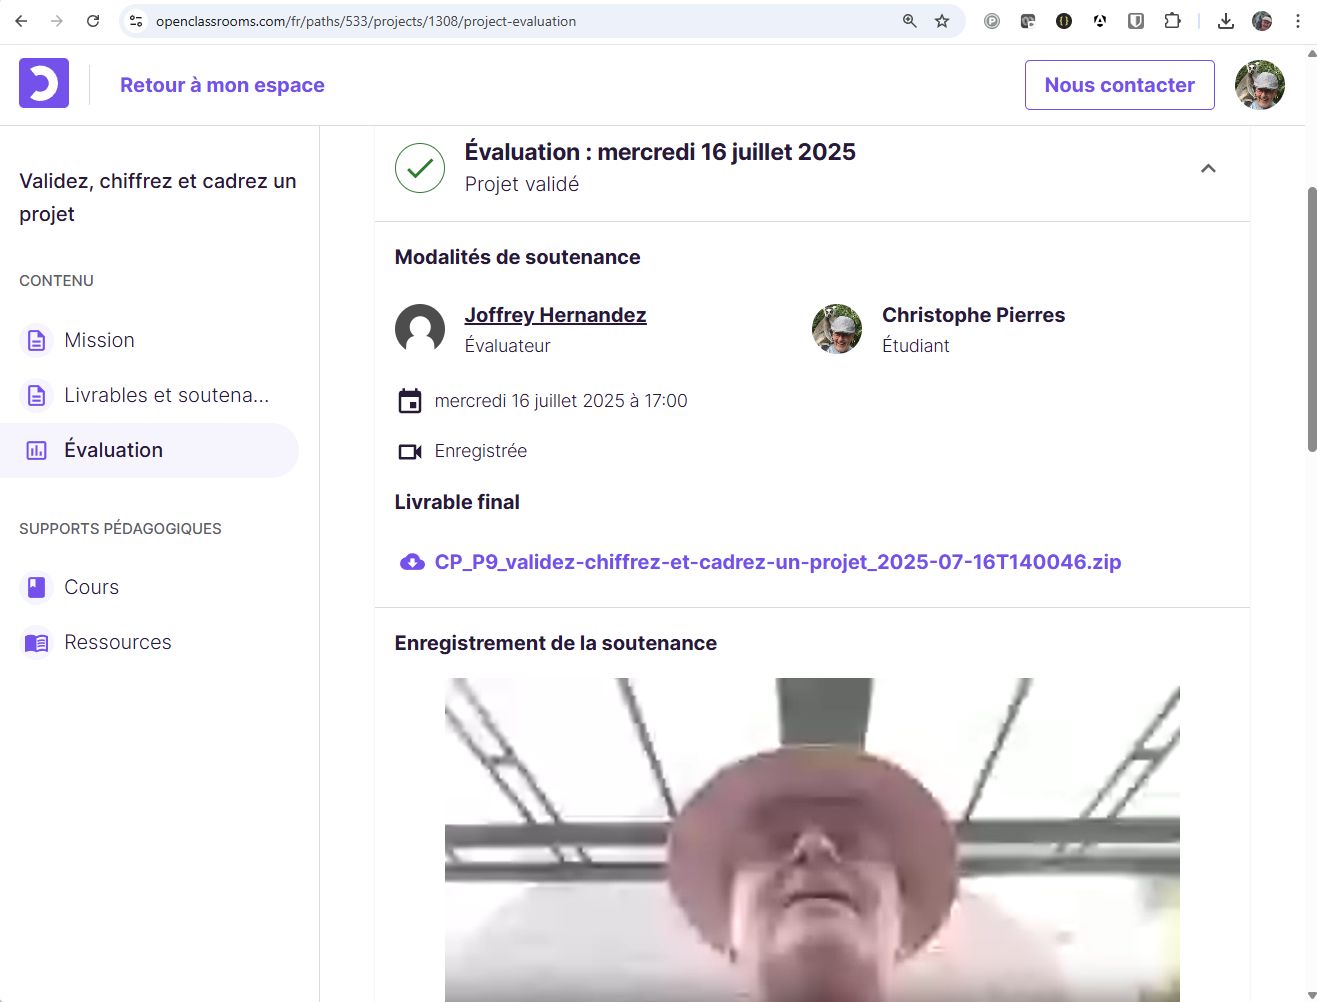 openclassrooms.com/fr/paths/533/projects/1308/project-evaluation
Retour à mon espace
Nous contacter
Validez, chiffrez et cadrez un
projet
CONTENU
Mission
Livrables et soutena...
Évaluation
SUPPORTS PÉDAGOGIQUES
Cours
Ressources
Évaluation : mercredi 16 juillet 2025
Projet validé
Modalités de soutenance
Joffrey Hernandez
Évaluateur
Christophe Pierres
Étudiant
mercredi 16 juillet 2025 à 17:00
Enregistrée
Livrable final
CP_P9_validez-chiffrez-et-cadrez-un-projet_2025-07-16T140046.zip
Enregistrement de la soutenance